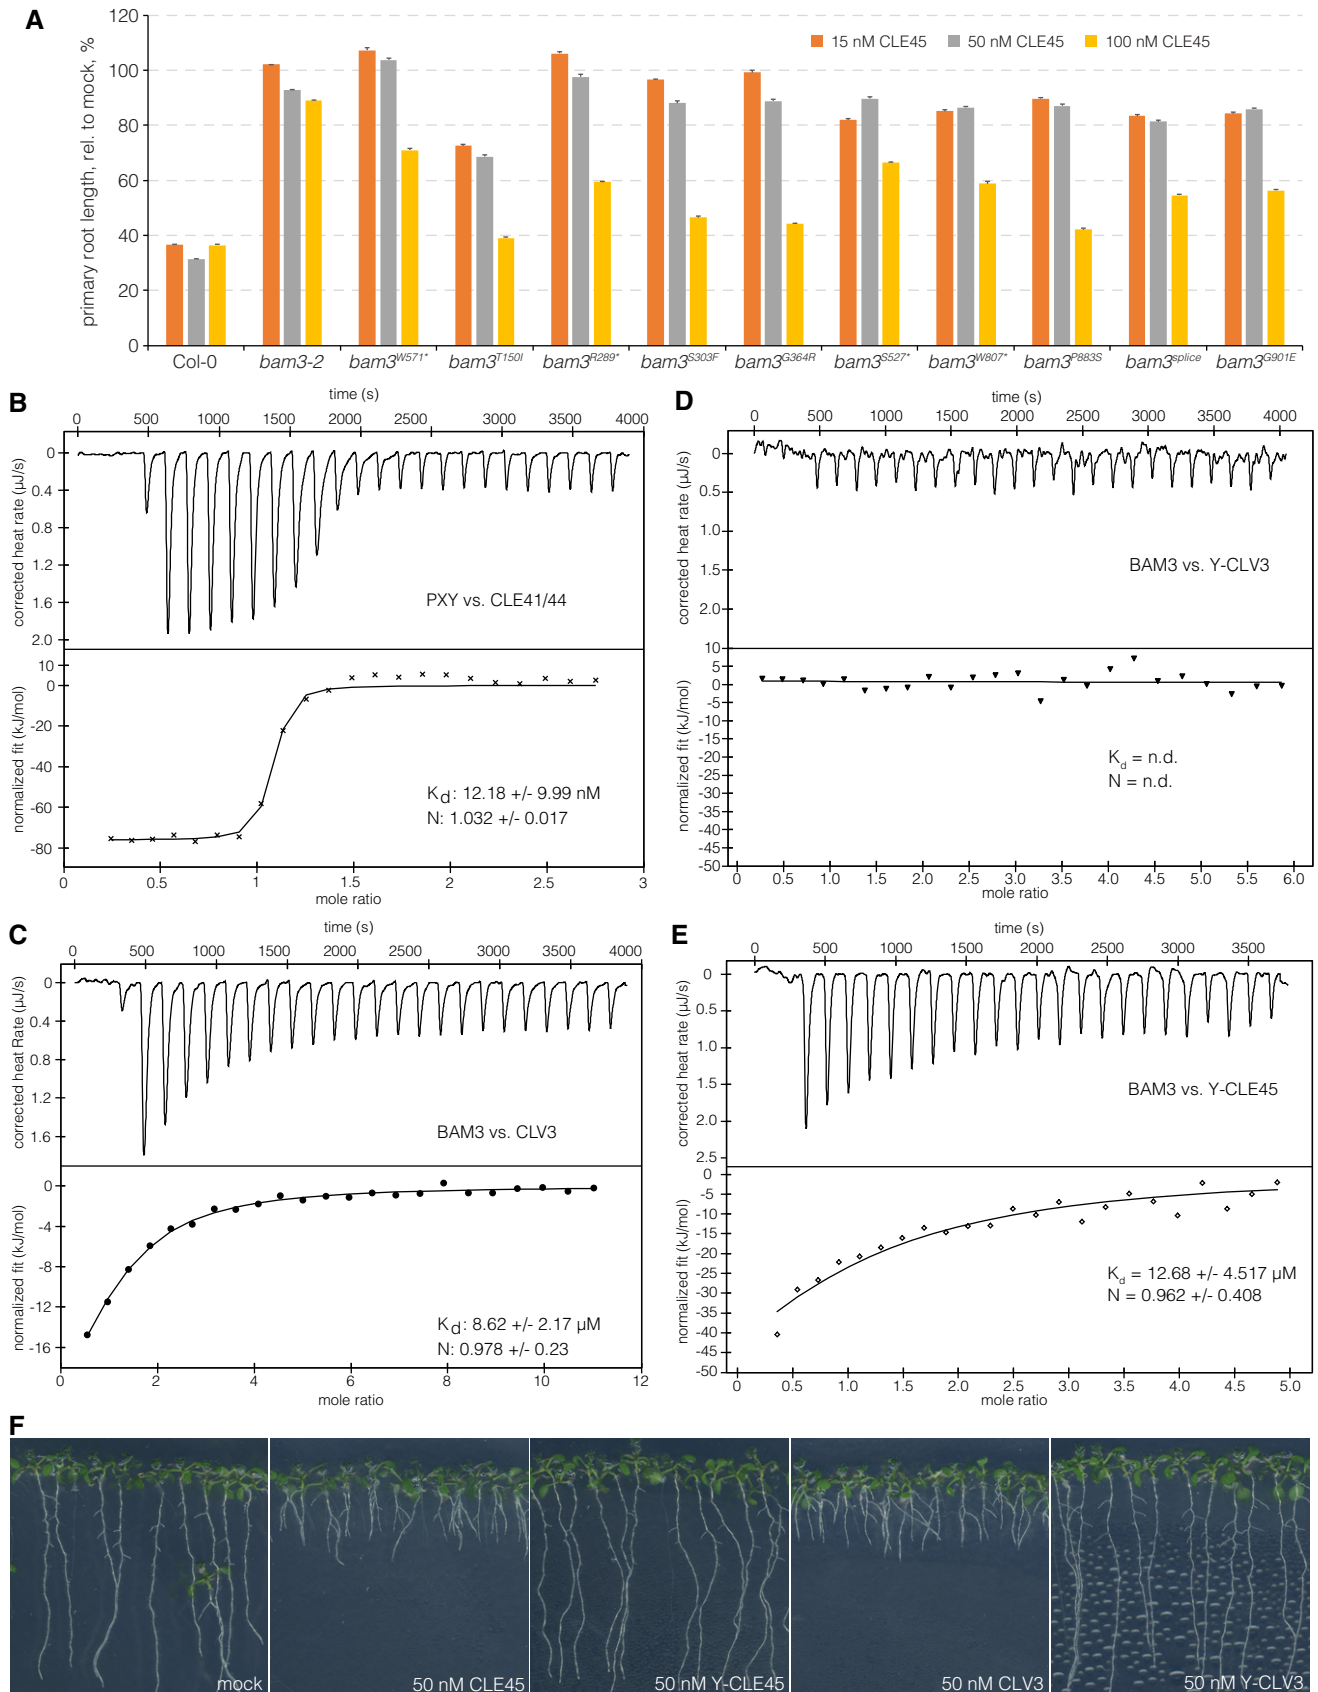 A
120
100
80
60
40
20
0
primary root length, rel. to mock, %
15 nM CLE45
50 nM CLE45
100 nM CLE45
Col-0
bam3-2
bam3W571*
bam3T150I
bam3R289*
bam3S303F
bam3G364R
bam3S527*
bam3W807*
bam3P883S
bam3splice
bam3G901E
B
time (s)
0 500 1000 1500 2000 2500 3000 3500 4000
corrected heat rate (µJ/s)
0
0.4
0.8
1.2
1.6
2.0
PXY vs. CLE41/44
normalized fit (kJ/mol)
10
0
-20
-40
-60
-80
Kd: 12.18 +/- 9.99 nM
N: 1.032 +/- 0.017
0 0.5 1 1.5 2 2.5 3
mole ratio
D
time (s)
0 500 1000 1500 2000 2500 3000 3500 4000
corrected heat rate (µJ/s)
0
0.5
1.0
1.5
2.0
BAM3 vs. Y-CLV3
normalized fit (kJ/mol)
10
5
0
-5
-10
-15
-20
-25
-30
-35
-40
-45
-50
Kd = n.d.
N = n.d.
0 0.5 1.0 1.5 2.0 2.5 3.0 3.5 4.0 4.5 5.0 5.5 6.0
mole ratio
C
time (s)
0 500 1000 1500 2000 2500 3000 3500 4000
corrected heat Rate (µJ/s)
0
0.4
0.8
1.2
1.6
BAM3 vs. CLV3
normalized fit (kJ/mol)
0
-4
-8
-12
-16
Kd: 8.62 +/- 2.17 µM
N: 0.978 +/- 0.23
0 2 4 6 8 10 12
mole ratio
E
time (s)
0 500 1000 1500 2000 2500 3000 3500
corrected heat rate (µJ/s)
0
0.5
1.0
1.5
2.0
2.5
BAM3 vs. Y-CLE45
normalized fit (kJ/mol)
0
-5
-10
-15
-20
-25
-30
-35
-40
-45
-50
Kd = 12.68 +/- 4.517 µM
N = 0.962 +/- 0.408
0 0.5 1.0 1.5 2.0 2.5 3.0 3.5 4.0 4.5 5.0
mole ratio
F
mock
50 nM CLE45
50 nM Y-CLE45
50 nM CLV3
50 nM Y-CLV3